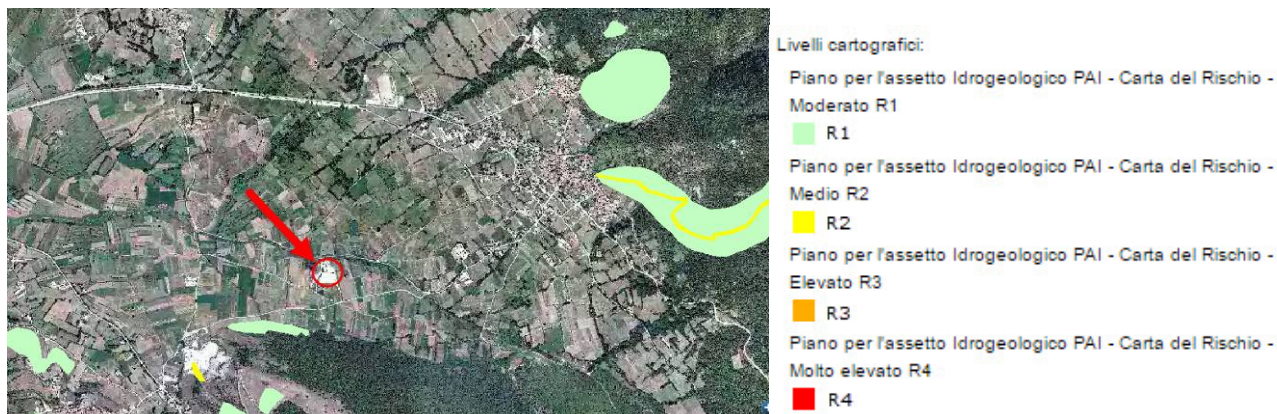 Livelli cartografici:
Piano per l'assetto Idrogeologico PAI - Carta del Rischio -
Moderato R1
R1
Piano per l'assetto Idrogeologico PAI - Carta del Rischio -
Medio R2
R2
Piano per l'assetto Idrogeologico PAI - Carta del Rischio -
Elevato R3
R3
Piano per l'assetto Idrogeologico PAI - Carta del Rischio -
Molto elevato R4
R4